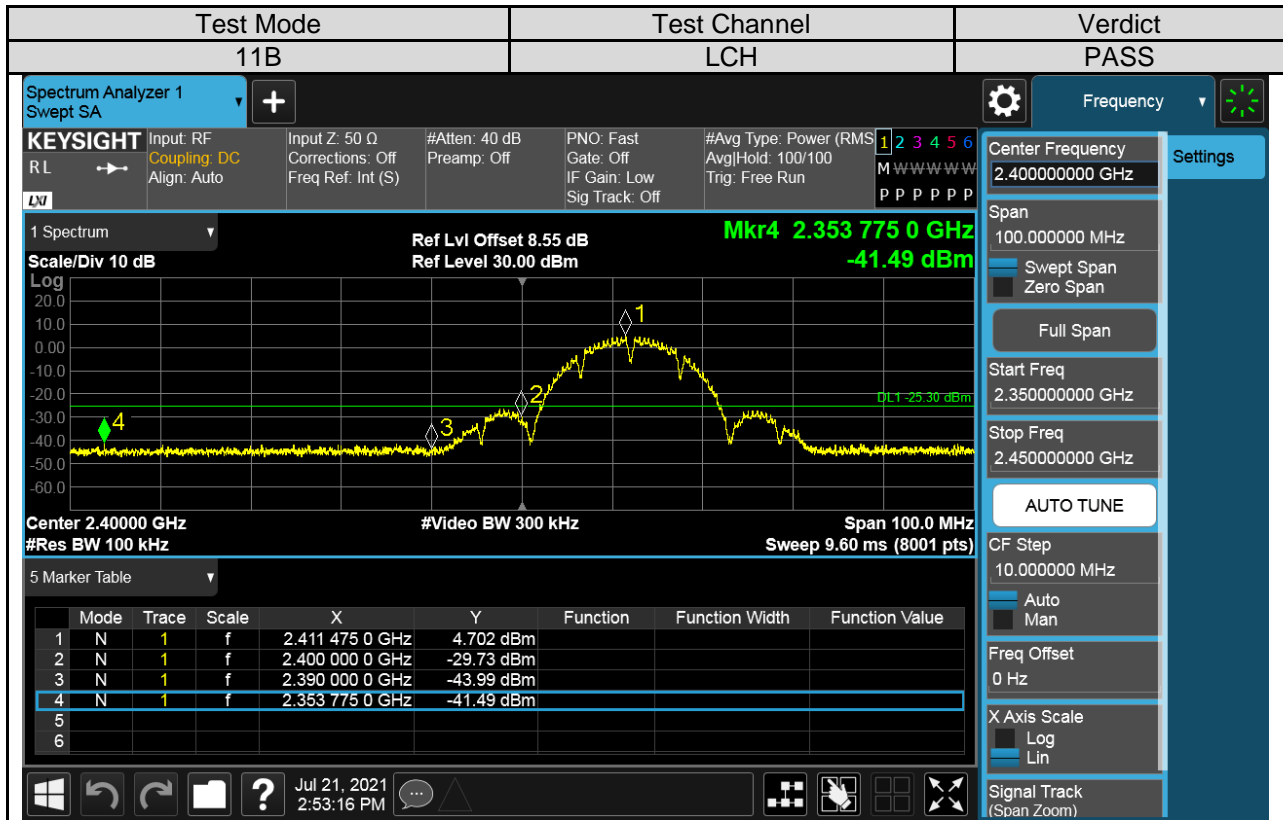 Test Mode Test Channel Verdict
11B LCH PASS
Spectrum Analyzer 1
Swept SA
+
Frequency
KEYSIGHT
RL
LXI
Input: RF
Coupling: DC
Align: Auto
Input Z: 50 Ω
Corrections: Off
Freq Ref: Int (S)
#Atten: 40 dB
Preamp: Off
PNO: Fast
Gate: Off
IF Gain: Low
Sig Track: Off
#Avg Type: Power (RMS
Avg|Hold: 100/100
Trig: Free Run
1 2 3 4 5 6
M W W W W W
P P P P P P
1 Spectrum
Scale/Div 10 dB
Ref Lvl Offset 8.55 dB
Ref Level 30.00 dBm
Mkr4 2.353 775 0 GHz
-41.49 dBm
Log
20.0
10.0
0.00
-10.0
-20.0
-30.0
-40.0
-50.0
-60.0
1
2
3
4
DL1 -25.30 dBm
Center 2.40000 GHz
#Video BW 300 kHz
Span 100.0 MHz
#Res BW 100 kHz
Sweep 9.60 ms (8001 pts)
5 Marker Table
Mode Trace Scale X Y Function Function Width Function Value
1 N 1 f 2.411 475 0 GHz 4.702 dBm
2 N 1 f 2.400 000 0 GHz -29.73 dBm
3 N 1 f 2.390 000 0 GHz -43.99 dBm
4 N 1 f 2.353 775 0 GHz -41.49 dBm
5
6
?
Jul 21, 2021
2:53:16 PM
Settings
Center Frequency
2.400000000 GHz
Span
100.000000 MHz
Swept Span
Zero Span
Full Span
Start Freq
2.350000000 GHz
Stop Freq
2.450000000 GHz
AUTO TUNE
CF Step
10.000000 MHz
Auto
Man
Freq Offset
0 Hz
X Axis Scale
Log
Lin
Signal Track
(Span Zoom)